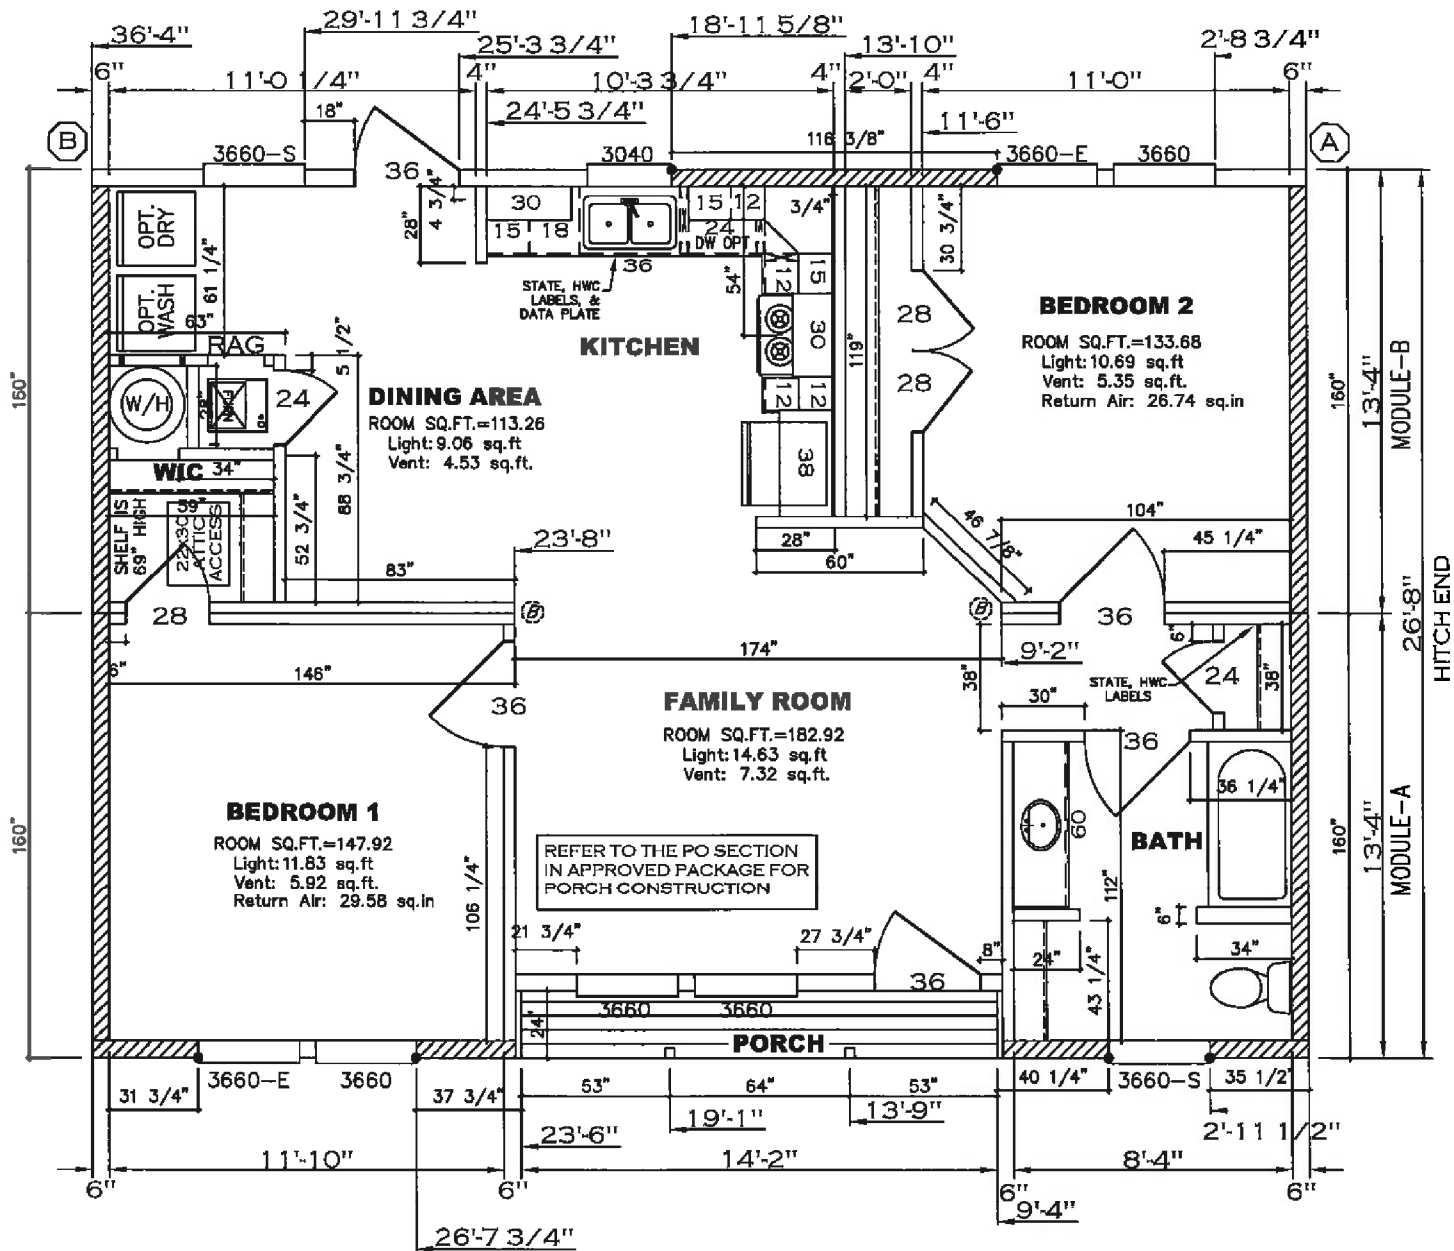 36'-4"
29'-11 3/4"
25'-3 3/4"
18'-11 5/8"
13'-10"
2'-8 3/4"
6"
11'-0 1/4"
4"
10'-3 3/4"
4"
2'-0"
4"
11'-0"
6"
24'-5 3/4"
11'-6"
B
18"
116 3/8"
A
3660-S
36
3040
3660-E
3660
OPT.
DRY
OPT.
WASH
61 1/4"
63"
RAG
28"
4 3/4"
30
15
18
36
15
12
24
DW OPT
3/4"
54"
12
15
30
12
12
38
119"
30 3/4"
28
28
STATE, HWC
LABELS, &
DATA PLATE
KITCHEN
BEDROOM 2
ROOM SQ.FT.=133.68
Light:10.69 sq.ft
Vent: 5.35 sq.ft.
Return Air: 26.74 sq.in
160"
160"
13'-4"
MODULE-B
5 1/2"
W/H
28"
24
DINING AREA
ROOM SQ.FT.=113.26
Light:9.06 sq.ft
Vent: 4.53 sq.ft.
WIC
34"
59"
SHELF IS
69" HIGH
22x30
ATTIC
ACCESS
52 3/4"
88 3/4"
83"
23'-8"
28"
60"
46 7/8"
104"
45 1/4"
28
B
B
36
26'-8"
HITCH END
6"
146"
36
174"
9'-2"
38"
6"
24
38"
STATE, HWC
LABELS
30"
36
FAMILY ROOM
ROOM SQ.FT.=182.92
Light:14.63 sq.ft
Vent: 7.32 sq.ft.
BEDROOM 1
ROOM SQ.FT.=147.92
Light:11.83 sq.ft
Vent: 5.92 sq.ft.
Return Air: 29.58 sq.in
160"
160"
13'-4"
MODULE-A
36 1/4"
60
BATH
112"
REFER TO THE PO SECTION
IN APPROVED PACKAGE FOR
PORCH CONSTRUCTION
106 1/4"
21 3/4"
27 3/4"
8"
36
24"
43 1/4"
6"
34"
3660
3660
24"
PORCH
3660-E
3660
3660-S
31 3/4"
37 3/4"
53"
64"
53"
40 1/4"
35 1/2"
19'-1"
13'-9"
23'-6"
2'-11 1/2"
11'-10"
14'-2"
8'-4"
6"
6"
6"
6"
9'-4"
26'-7 3/4"